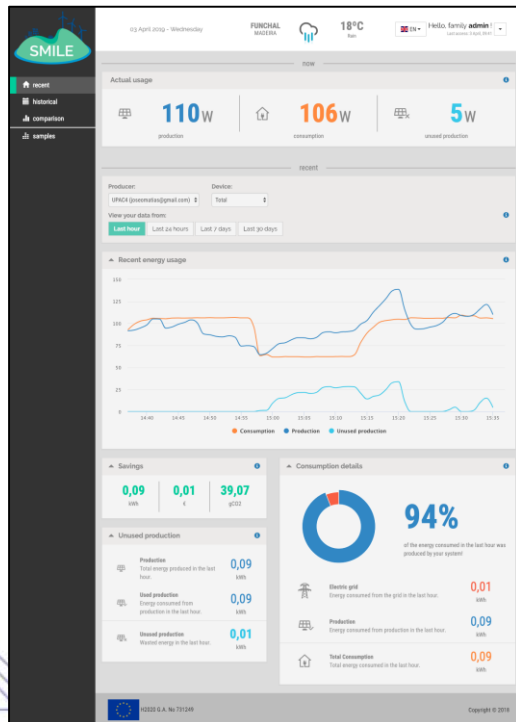 SMILE
recent
historical
comparison
samples
03 April 2019 - Wednesday
FUNCHAL
MADEIRA
18ºC
Rain
EN
Hello, family admin !
now
Actual usage
110W
production
106W
consumption
5W
unused production
recent
Producer:
Device:
Total
View your data from:
Last hour
Last 24 hours
Last 7 days
Last 30 days
Recent energy usage
150
125
100
75
50
25
0
14:40 14:45 14:50 14:55 15:00 15:05 15:10 15:15 15:20 15:25 15:30 15:35
Consumption Production Unused production
Savings
0,09
kWh
0,01
€
39,07
gCO2
Unused production
Production
Total energy produced in the last
hour.
0,09
kWh
Used production
Energy consumed from
production in the last hour.
0,09
kWh
Unused production
Wasted energy in the last hour.
0,01
kWh
Consumption details
94%
of the energy consumed in the last hour was
produced by your system!
Electric grid
Energy consumed from the grid in the last hour.
0,01
kWh
Production
Energy consumed from production in the last hour.
0,09
kWh
Total Consumption
Total energy consumed in the last hour.
0,09
kWh
H2020 G.A. No 731249
Copyright © 2018